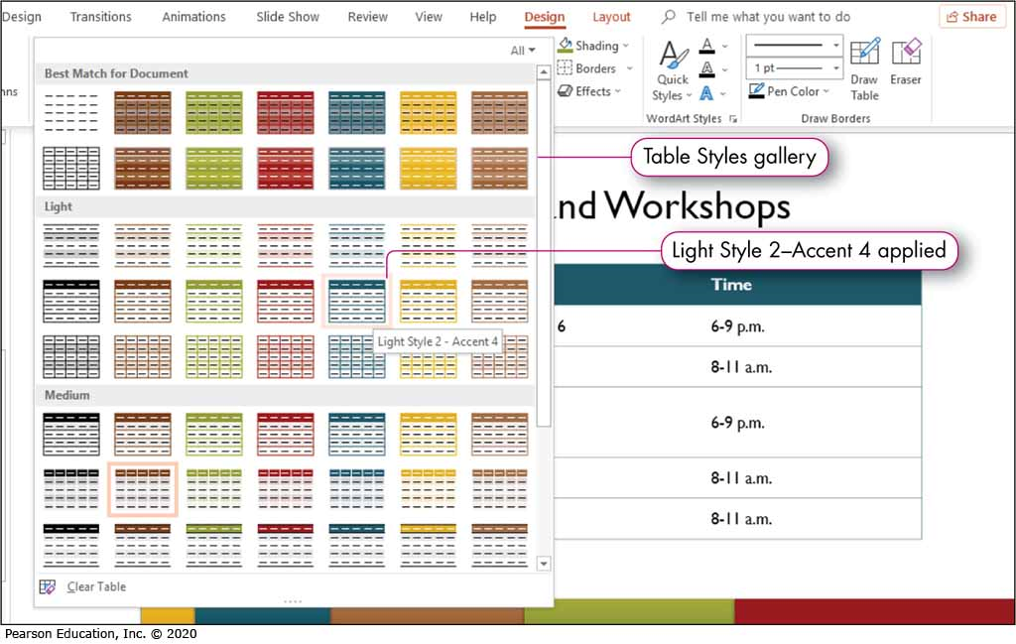 Design Transitions Animations Slide Show Review View Help Design Layout Tell me what you want to do Share
All
Shading
Borders
Effects
Quick
Styles
WordArt Styles
1 pt
Pen Color
Draw
Table
Eraser
Draw Borders
Best Match for Document
Table Styles gallery
Light
nd Workshops
Light Style 2–Accent 4 applied
Time
6 6-9 p.m.
Light Style 2 - Accent 4
8-11 a.m.
Medium
6-9 p.m.
8-11 a.m.
8-11 a.m.
Clear Table
Pearson Education, Inc. © 2020